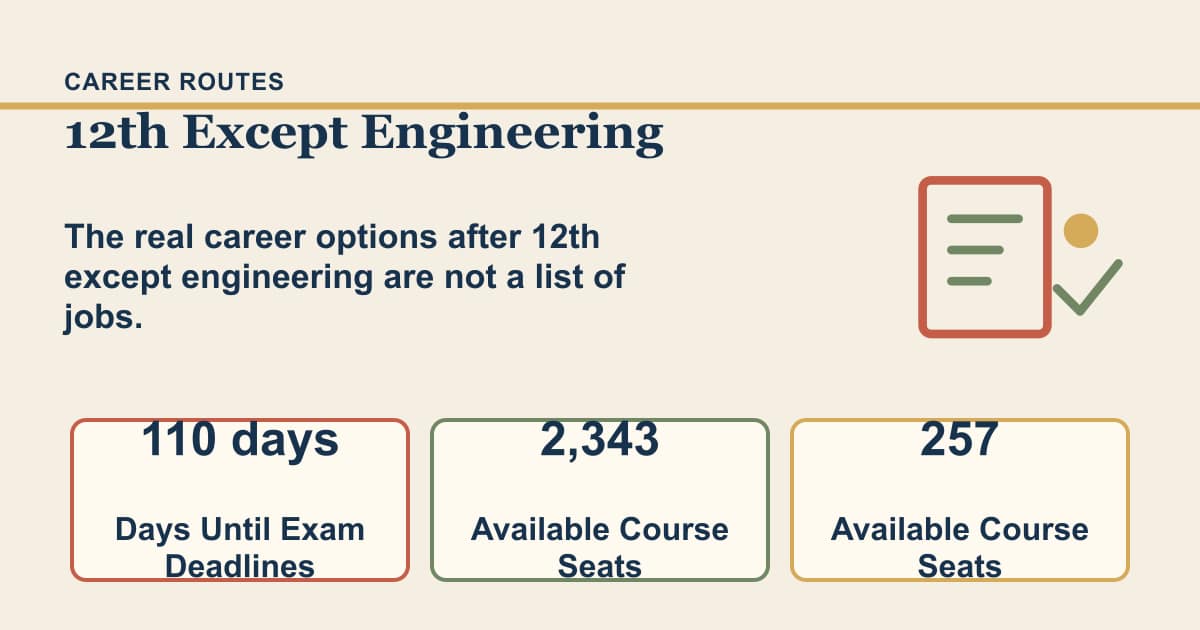 CAREER ROUTES
12th Except Engineering
The real career options after 12th
except engineering are not a list of
jobs.
110 days
Days Until Exam
Deadlines
2,343
Available Course
Seats
257
Available Course
Seats